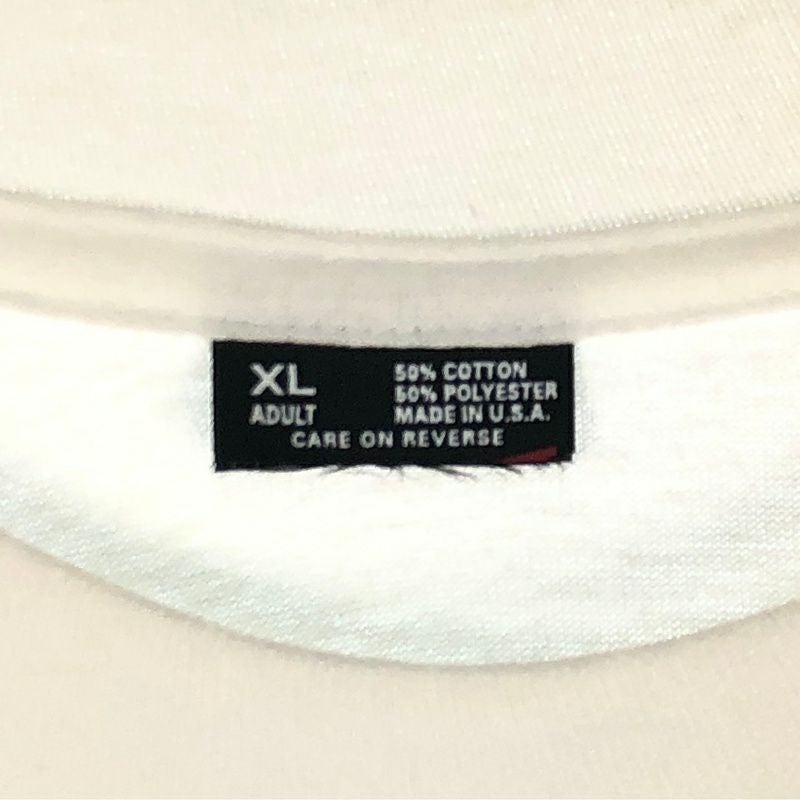 XL
ADULT
50% COTTON
50% POLYESTER
MADE IN U.S.A.
CARE ON REVERSE